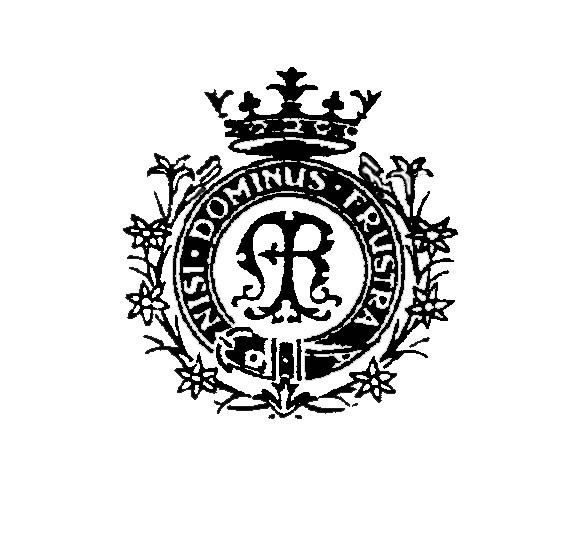 NISI · DOMINUS · FRUSTRA